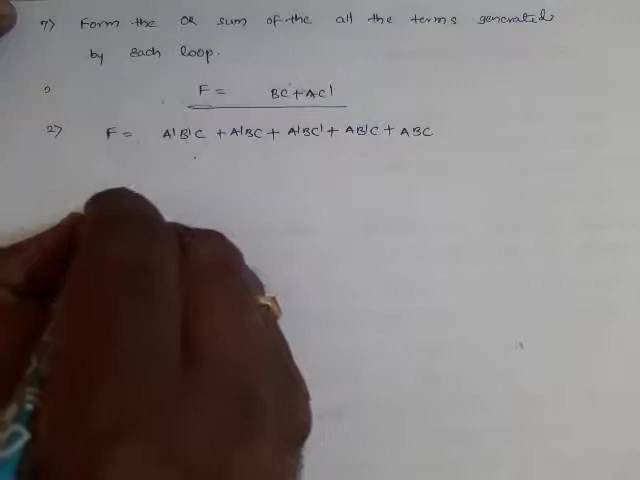 7> Form the OR sum of the all the terms generated
by Each loop.
F = BC + AC'
2> F = A'B'C + A'BC + A'BC' + AB'C + ABC